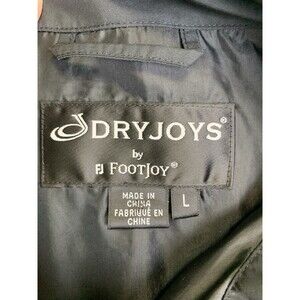 DRYJOYS®
by
FJ FOOTJOY®
MADE IN
CHINA
FABRIQUÉ EN
CHINE
L